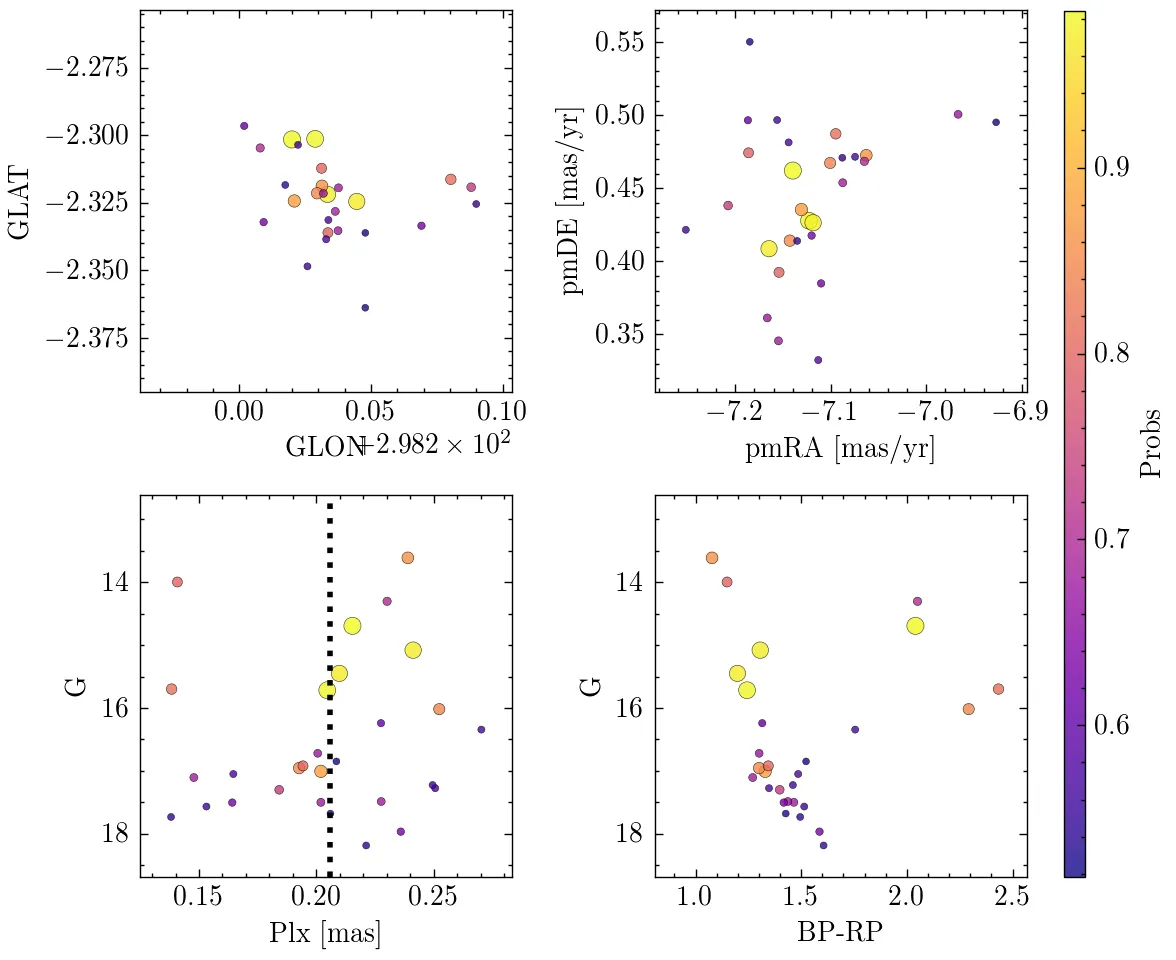 −2.275
−2.300
−2.325
−2.350
−2.375
GLAT
0.00 0.05 0.10
GLON
+2.982 × 10²
0.55
0.50
0.45
0.40
0.35
pmDE [mas/yr]
−7.2 −7.1 −7.0 −6.9
pmRA [mas/yr]
14
16
18
G
0.15 0.20 0.25
Plx [mas]
14
16
18
G
1.0 1.5 2.0 2.5
BP-RP
0.9
0.8
0.7
0.6
Probs